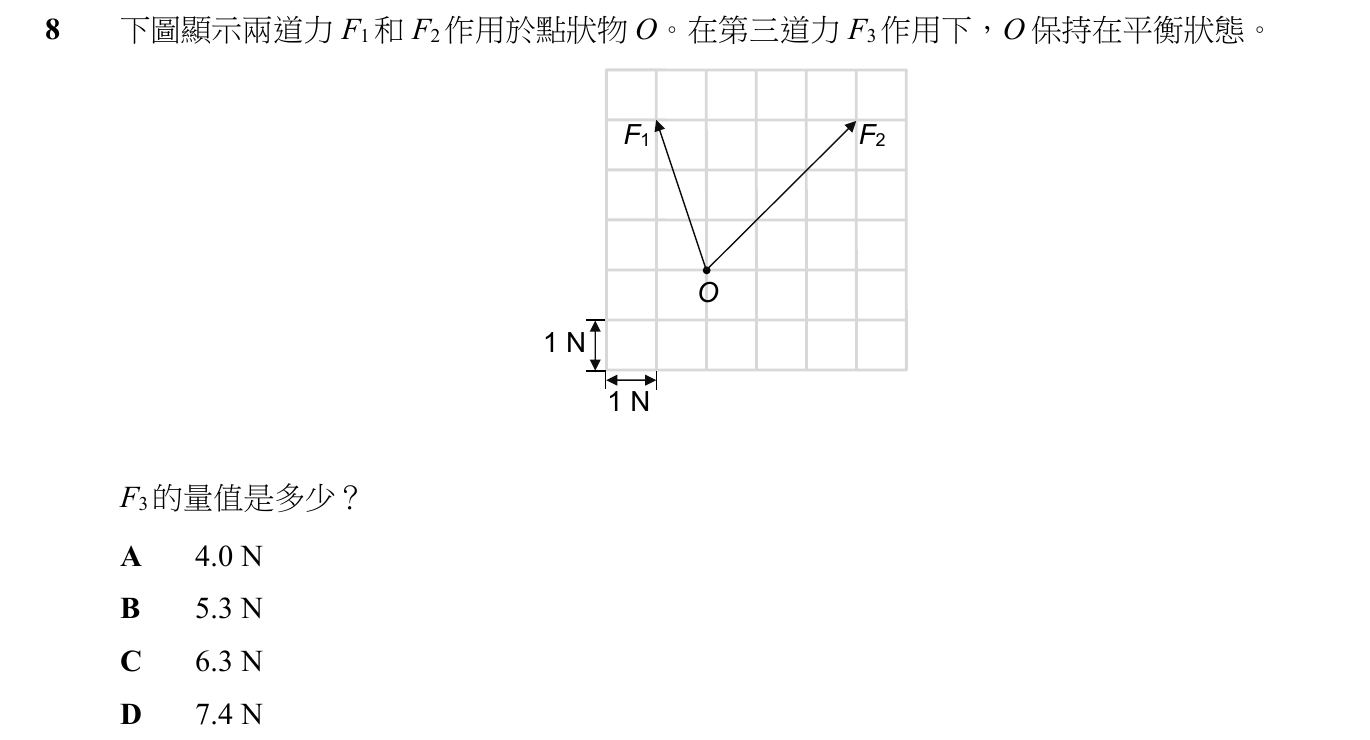 8 下圖顯示兩道力 F1 和 F2 作用於點狀物 O。在第三道力 F3 作用下，O 保持在平衡狀態。
F1
F2
O
1 N
1 N
F3 的量值是多少？
A 4.0 N
B 5.3 N
C 6.3 N
D 7.4 N